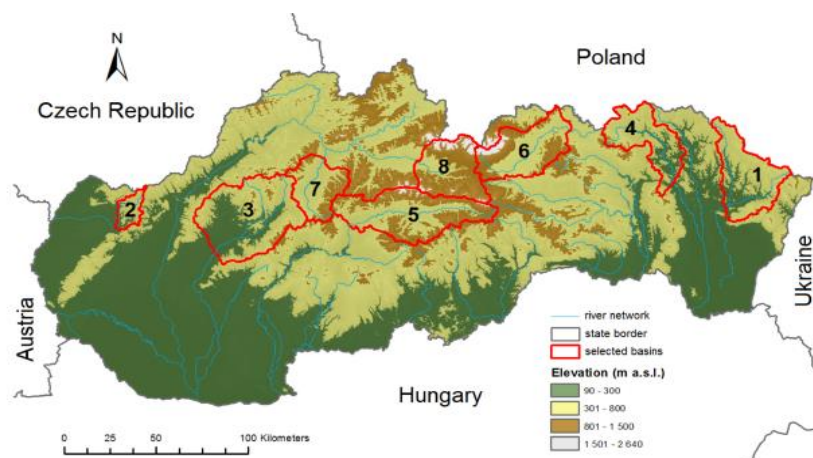 N
Poland
Czech Republic
4
6
1
8
2
7
3
5
Ukraine
Austria
Hungary
river network
state border
selected basins
Elevation (m a.s.l.)
90 - 300
301 - 800
801 - 1 500
1 501 - 2 640
0 25 50 100 Kilometers